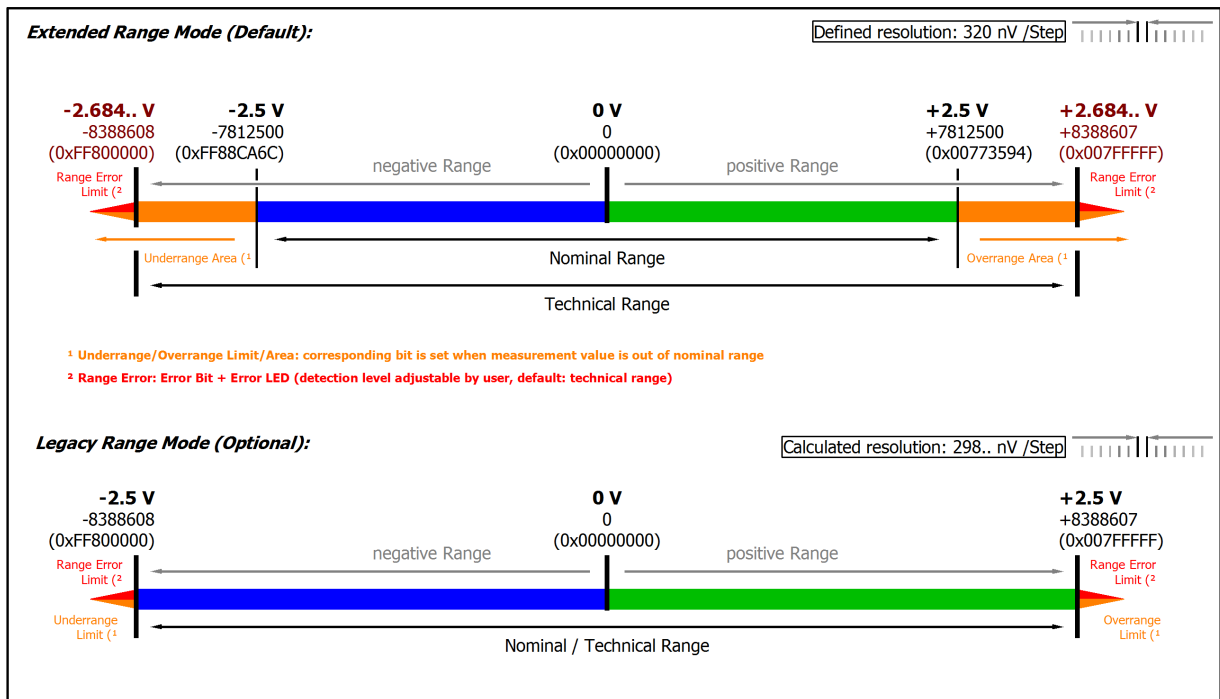 Extended Range Mode (Default):
Defined resolution: 320 nV /Step
-2.684.. V
-8388608
(0xFF800000)
-2.5 V
-7812500
(0xFF88CA6C)
0 V
0
(0x00000000)
+2.5 V
+7812500
(0x00773594)
+2.684.. V
+8388607
(0x007FFFFF)
negative Range
positive Range
Range Error
Limit (²
Range Error
Limit (²
Underrange Area (¹
Nominal Range
Overrange Area (¹
Technical Range
¹ Underrange/Overrange Limit/Area: corresponding bit is set when measurement value is out of nominal range
² Range Error: Error Bit + Error LED (detection level adjustable by user, default: technical range)
Legacy Range Mode (Optional):
Calculated resolution: 298.. nV /Step
-2.5 V
-8388608
(0xFF800000)
0 V
0
(0x00000000)
+2.5 V
+8388607
(0x007FFFFF)
negative Range
positive Range
Range Error
Limit (²
Range Error
Limit (²
Underrange
Limit (¹
Overrange
Limit (¹
Nominal / Technical Range